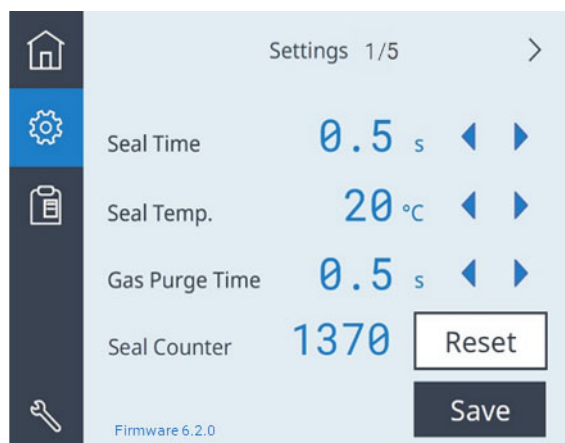 Settings 1/5 >
Seal Time 0.5 s
Seal Temp. 20 °C
Gas Purge Time 0.5 s
Seal Counter 1370 Reset
Save
Firmware 6.2.0